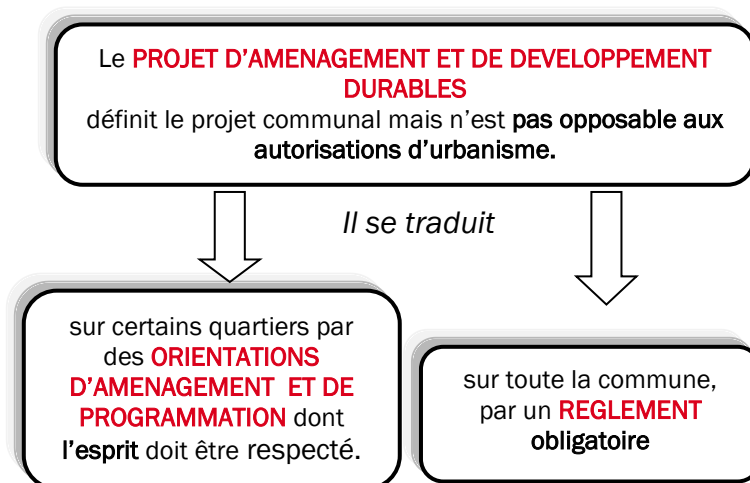 Le PROJET D’AMENAGEMENT ET DE DEVELOPPEMENT
DURABLES
définit le projet communal mais n’est pas opposable aux
autorisations d’urbanisme.
Il se traduit
sur certains quartiers par
des ORIENTATIONS
D’AMENAGEMENT ET DE
PROGRAMMATION dont
l’esprit doit être respecté.
sur toute la commune,
par un REGLEMENT
obligatoire